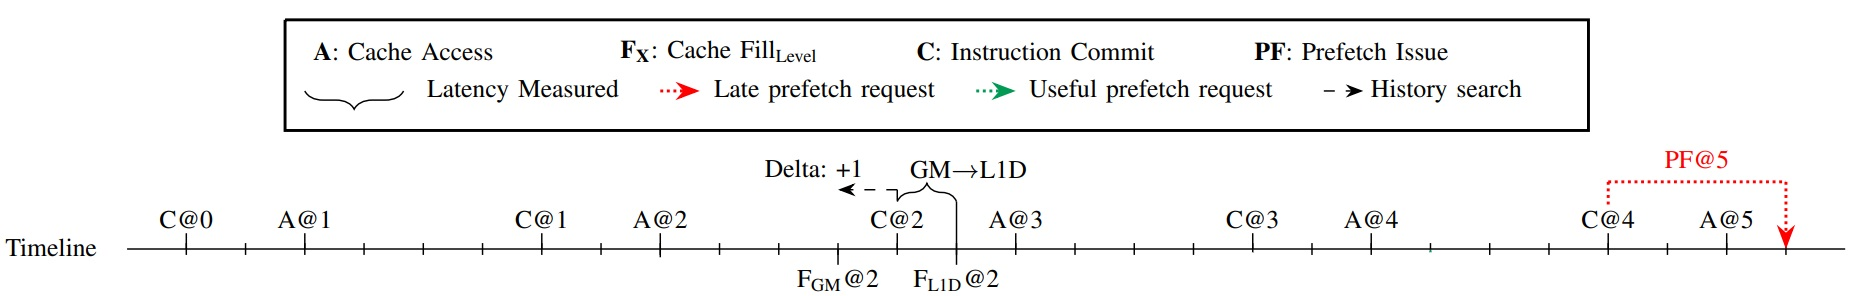 A: Cache Access F_X: Cache Fill_Level C: Instruction Commit PF: Prefetch Issue
Latency Measured Late prefetch request Useful prefetch request History search
PF@5
Delta: +1 GM→L1D
C@0 A@1 C@1 A@2 C@2 A@3 C@3 A@4 C@4 A@5
Timeline
F_GM@2 F_L1D@2